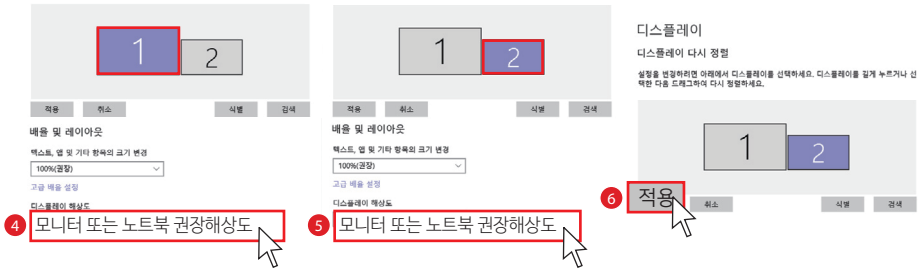 1
2
적용 취소 식별 검색
배율 및 레이아웃
텍스트, 앱 및 기타 항목의 크기 변경
100%(권장)
고급 배율 설정
디스플레이 해상도
4 모니터 또는 노트북 권장해상도
1
2
적용 취소 식별 검색
배율 및 레이아웃
텍스트, 앱 및 기타 항목의 크기 변경
100%(권장)
고급 배율 설정
디스플레이 해상도
5 모니터 또는 노트북 권장해상도
디스플레이
디스플레이 다시 정렬
설정을 변경하려면 아래에서 디스플레이를 선택하세요. 디스플레이를 길게 누르거나 선
택한 다음 드래그하여 다시 정렬하세요.
1
2
6 적용 취소 식별 검색